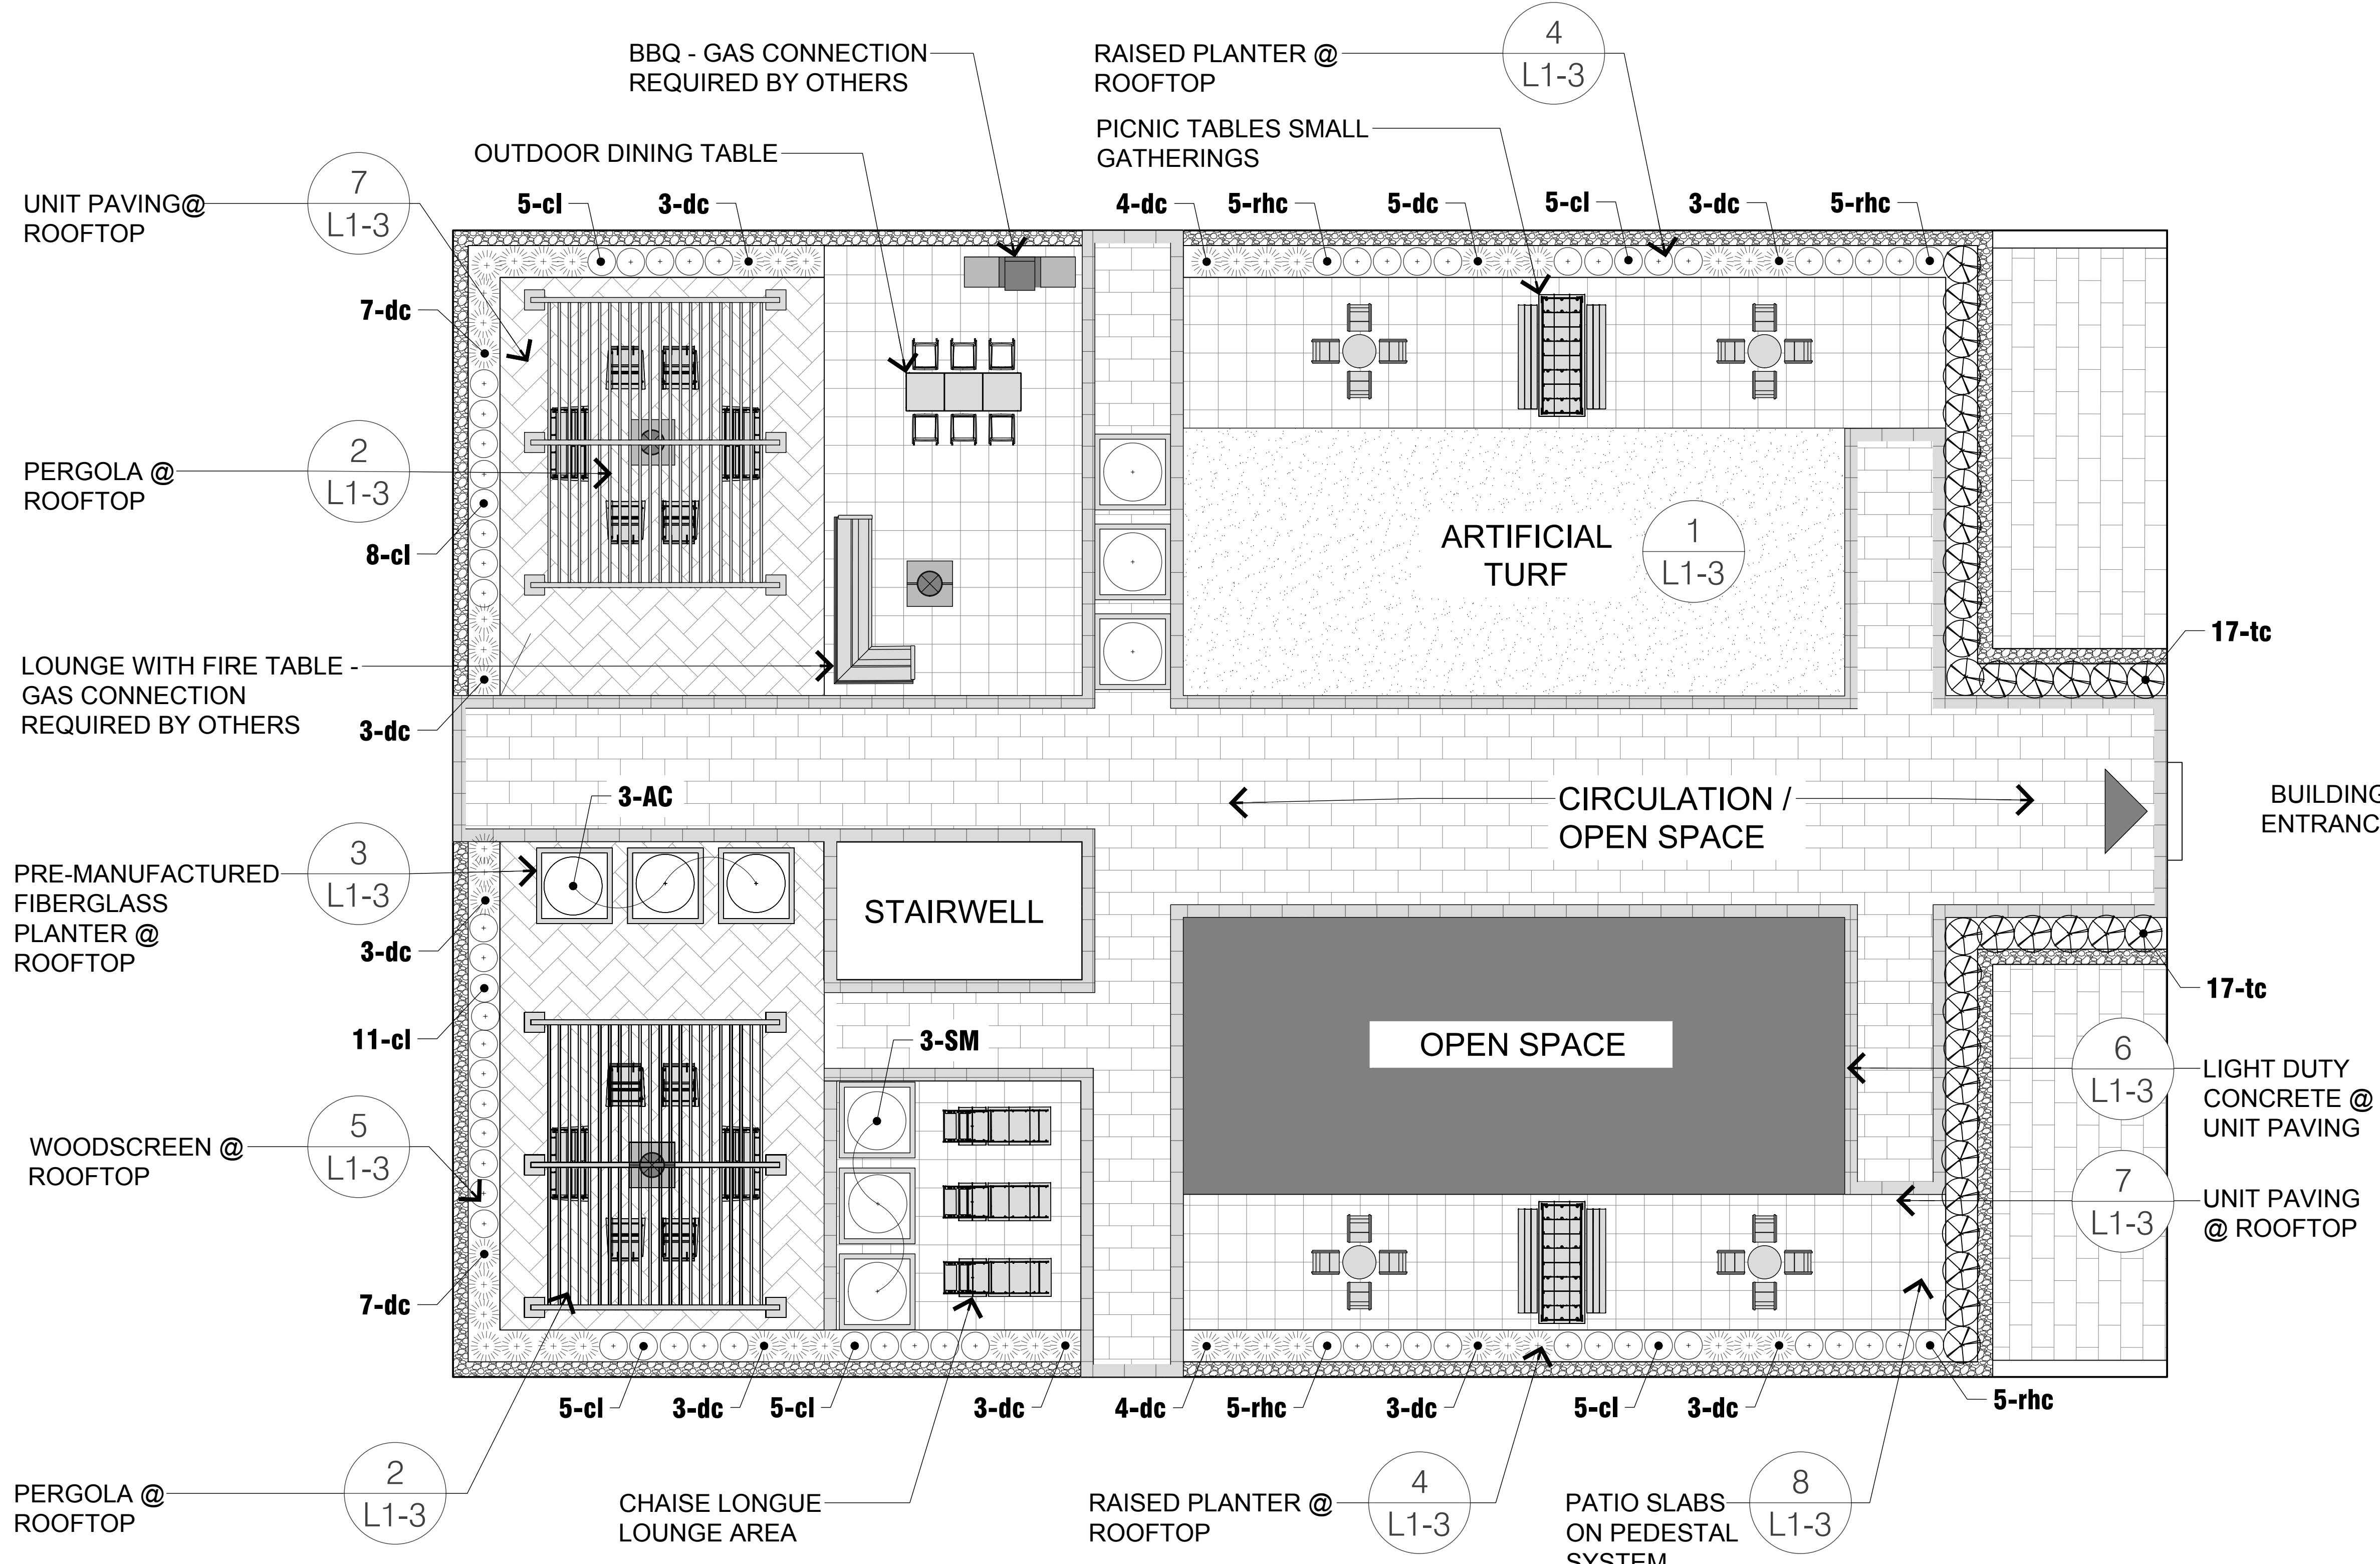 BBQ - GAS CONNECTION
REQUIRED BY OTHERS
RAISED PLANTER @
ROOFTOP
4
L1-3
PICNIC TABLES SMALL
GATHERINGS
OUTDOOR DINING TABLE
UNIT PAVING@
ROOFTOP
7
L1-3
5-cl
3-dc
4-dc
5-rhc
5-dc
5-cl
3-dc
5-rhc
7-dc
PERGOLA @
ROOFTOP
2
L1-3
8-cl
ARTIFICIAL
TURF
1
L1-3
17-tc
LOUNGE WITH FIRE TABLE -
GAS CONNECTION
REQUIRED BY OTHERS
3-dc
3-AC
CIRCULATION /
OPEN SPACE
BUILDING
ENTRANC
PRE-MANUFACTURED
FIBERGLASS
PLANTER @
ROOFTOP
3
L1-3
STAIRWELL
3-dc
17-tc
11-cl
3-SM
OPEN SPACE
6
L1-3
LIGHT DUTY
CONCRETE @
UNIT PAVING
WOODSCREEN @
ROOFTOP
5
L1-3
7
L1-3
UNIT PAVING
@ ROOFTOP
7-dc
5-cl
3-dc
5-cl
3-dc
4-dc
5-rhc
3-dc
5-cl
3-dc
5-rhc
PERGOLA @
ROOFTOP
2
L1-3
CHAISE LONGUE
LOUNGE AREA
RAISED PLANTER @
ROOFTOP
4
L1-3
PATIO SLABS
ON PEDESTAL
SYSTEM
8
L1-3